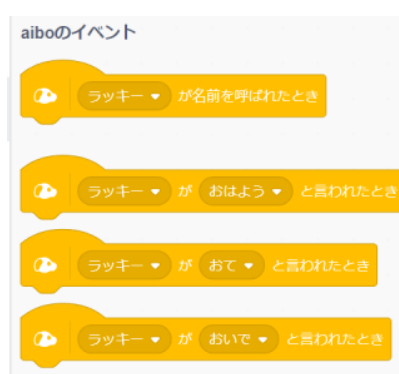 aiboのイベント
ラッキー が名前を呼ばれたとき
ラッキー が おはよう と言われたとき
ラッキー が おて と言われたとき
ラッキー が おいで と言われたとき